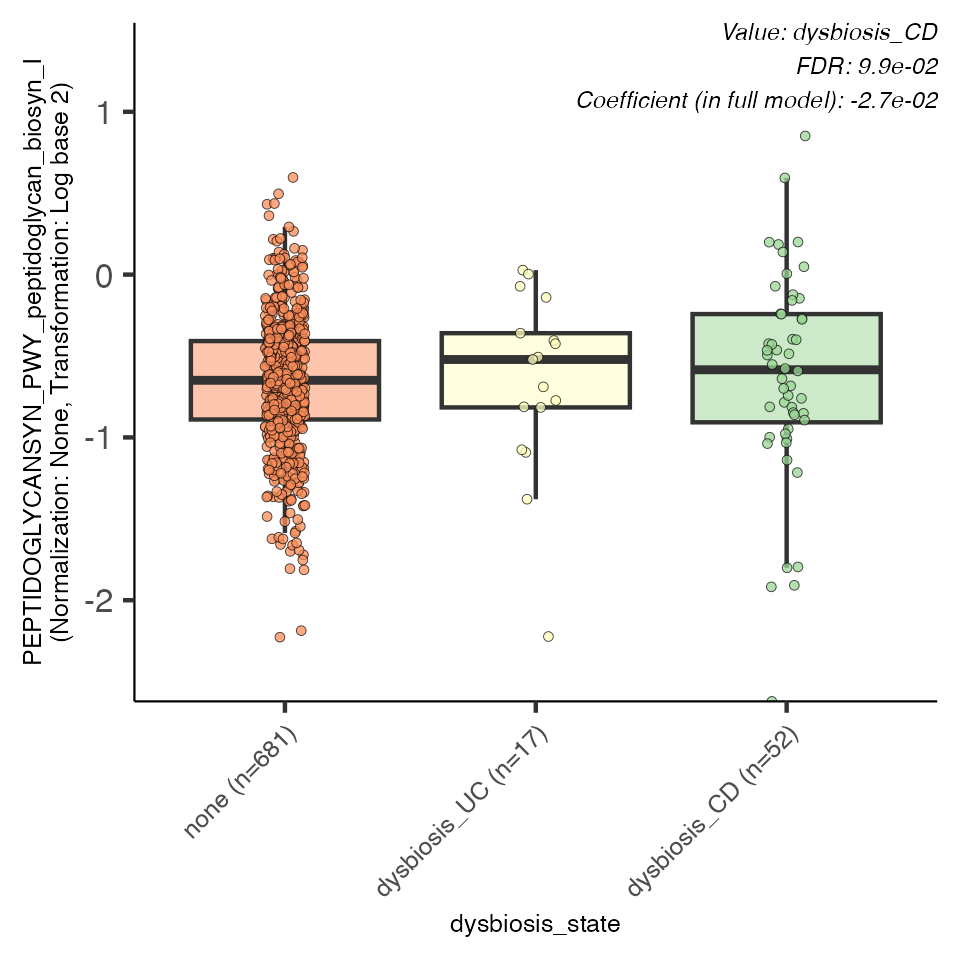 Value: dysbiosis_CD
FDR: 9.9e-02
Coefficient (in full model): -2.7e-02
PEPTIDOGLYCANSYN_PWY_peptidoglycan_biosyn_I
(Normalization: None, Transformation: Log base 2)
1
0
-1
-2
none (n=681)
dysbiosis_UC (n=17)
dysbiosis_CD (n=52)
dysbiosis_state